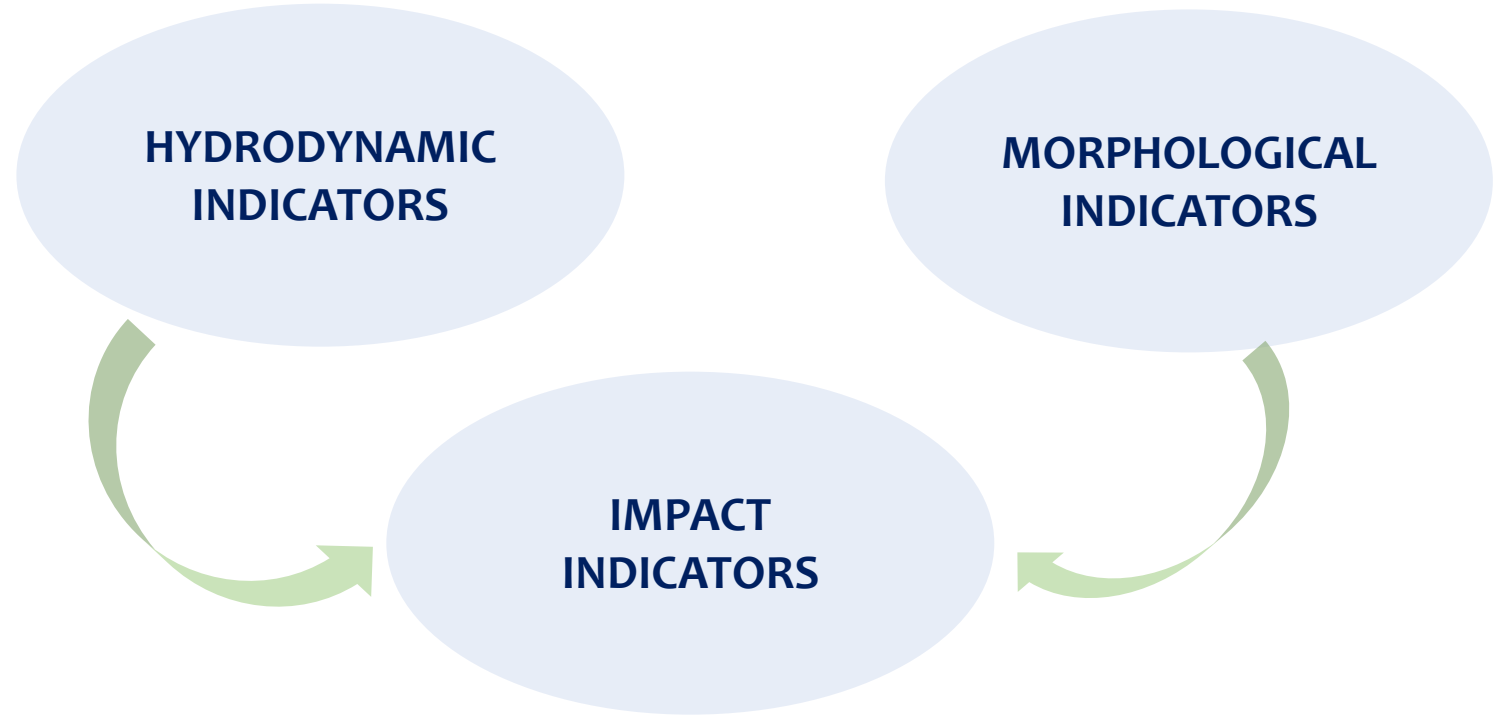 HYDRODYNAMIC
INDICATORS
MORPHOLOGICAL
INDICATORS
IMPACT
INDICATORS